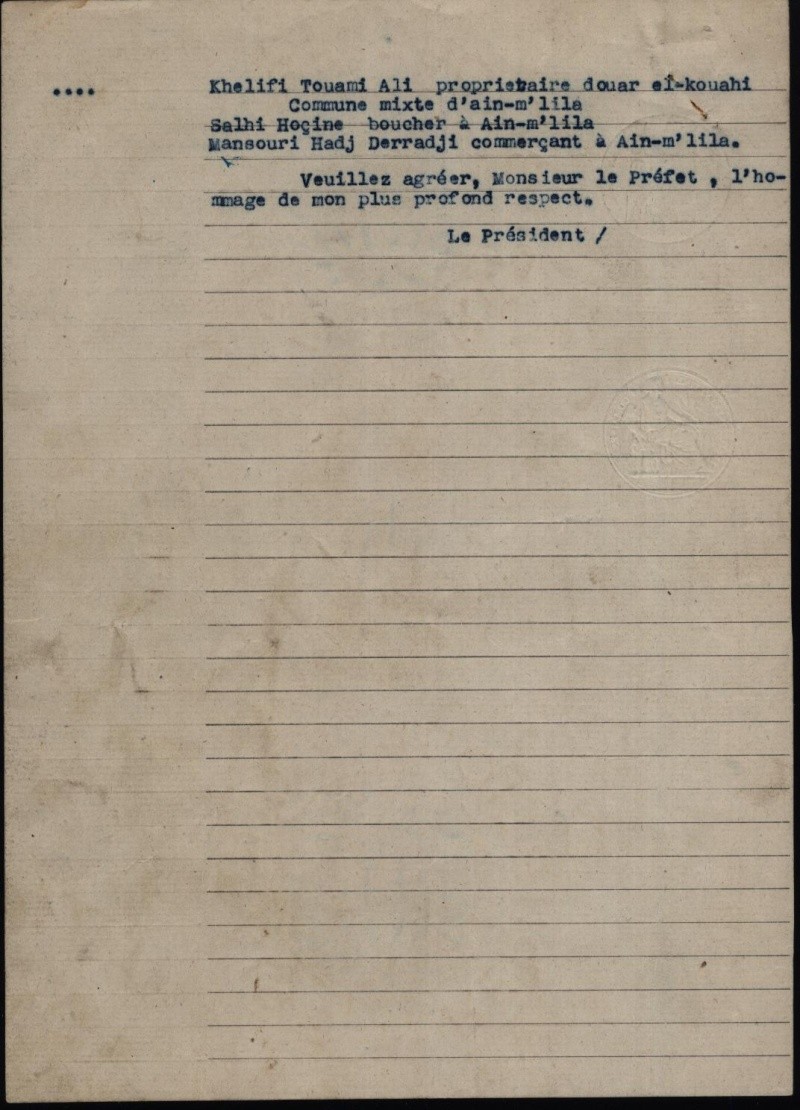 .... Khelifi Touami Ali proprietaire douar el-kouahi
Commune mixte d'ain-m'lila
Salhi Hoçine boucher à Ain-m'lila
Mansouri Hadj Derradji commerçant à Ain-m'lila.
Veuillez agréer, Monsieur le Préfet , l'ho-
mmage de mon plus profond respect.
Le Président /